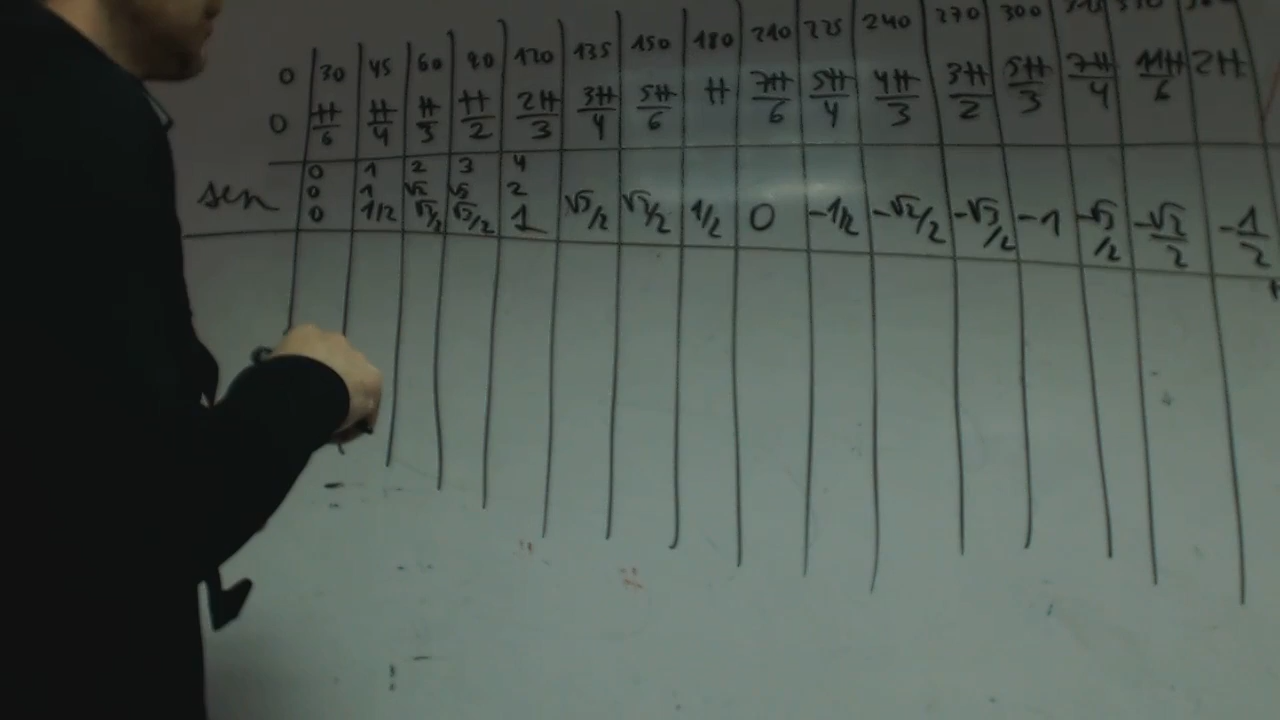 0 30 45 60 90 120 135 150 180 210 225 240 270 300
0 π/6 π/4 π/3 π/2 2π/3 3π/4 5π/6 π 7π/6 5π/4 4π/3 3π/2 5π/3 7π/4 11π/6 2π
0 1 2 3 4
0 1 √2 √3 2
sen 0 1/2 √2/2 √3/2 1 √3/2 √2/2 1/2 0 -1/2 -√2/2 -√3/2 -1 -√3/2 -√2/2 -1/2